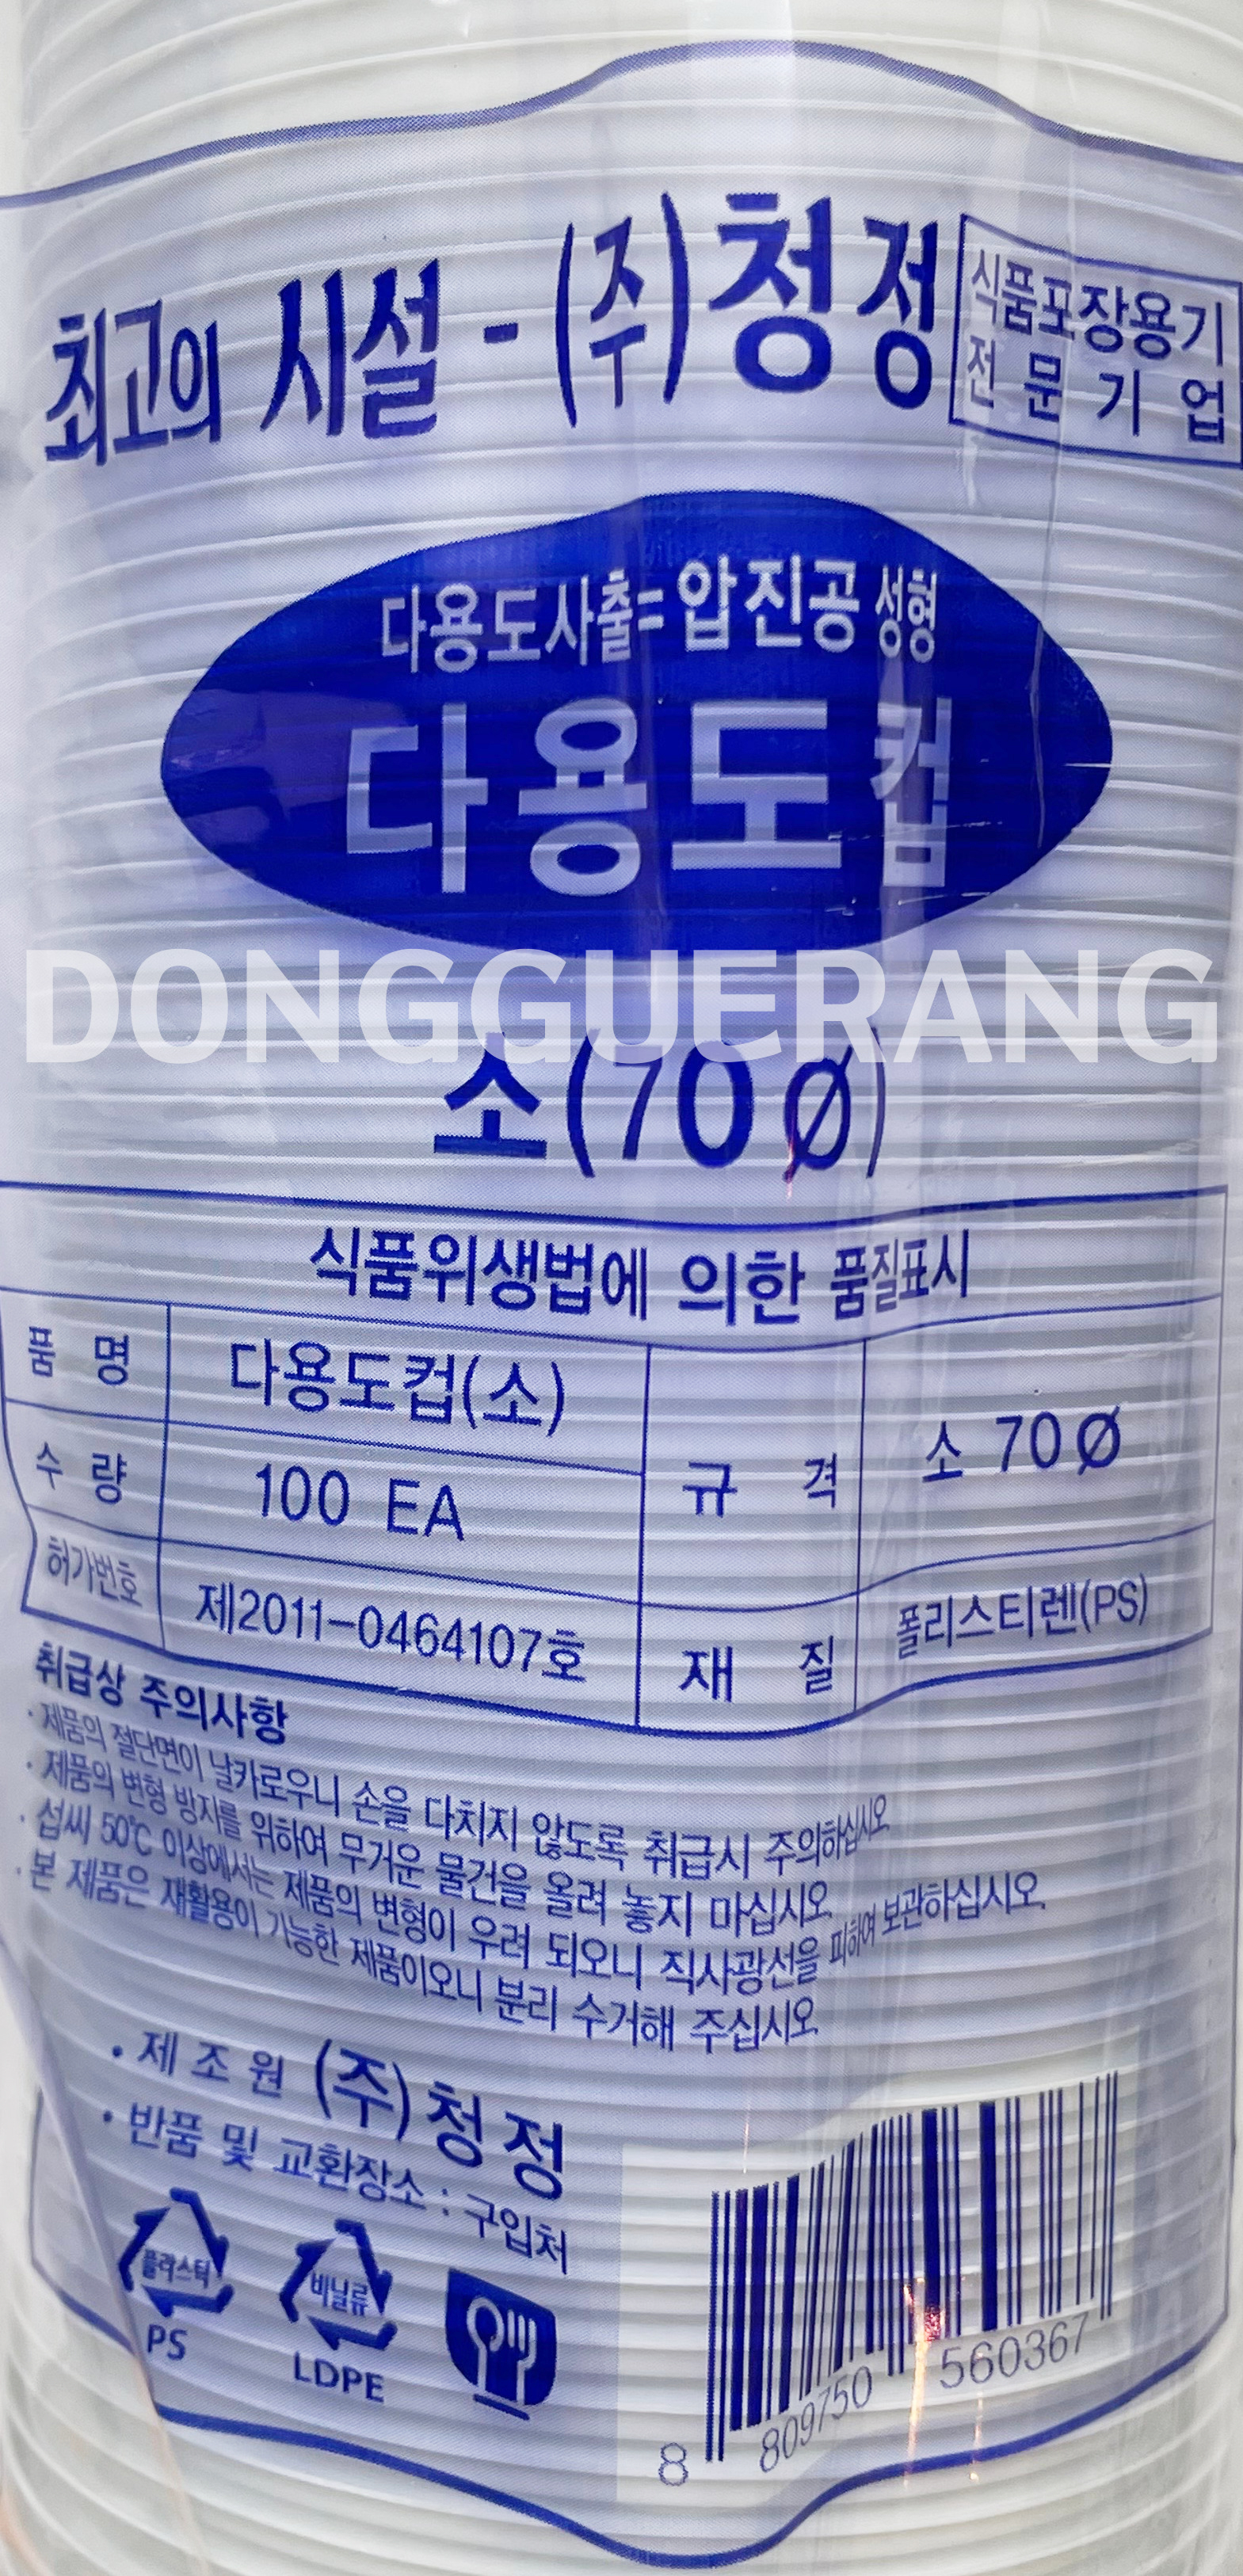 최고의 시설 - (주)청정
식품포장용기
전문기업
다용도사출=압진공 성형
다용도컵
DONGGUERANG
소(70Ø)
식품위생법에 의한 품질표시
품 명 다용도컵(소)
수 량 100 EA
규 격 소 70Ø
허가번호 제2011-0464107호
재 질 폴리스티렌(PS)
취급상 주의사항
· 제품의 절단면이 날카로우니 손을 다치지 않도록 취급시 주의하십시오
· 제품의 변형 방지를 위하여 무거운 물건을 올려 놓지 마십시오
· 섭씨 50℃ 이상에서는 제품의 변형이 우려 되오니 직사광선을 피하여 보관하십시오
· 본 제품은 재활용이 가능한 제품이오니 분리 수거해 주십시오
· 제조원 (주)청정
· 반품 및 교환장소 : 구입처
플라스틱
PS
비닐류
LDPE
8 809750 560367